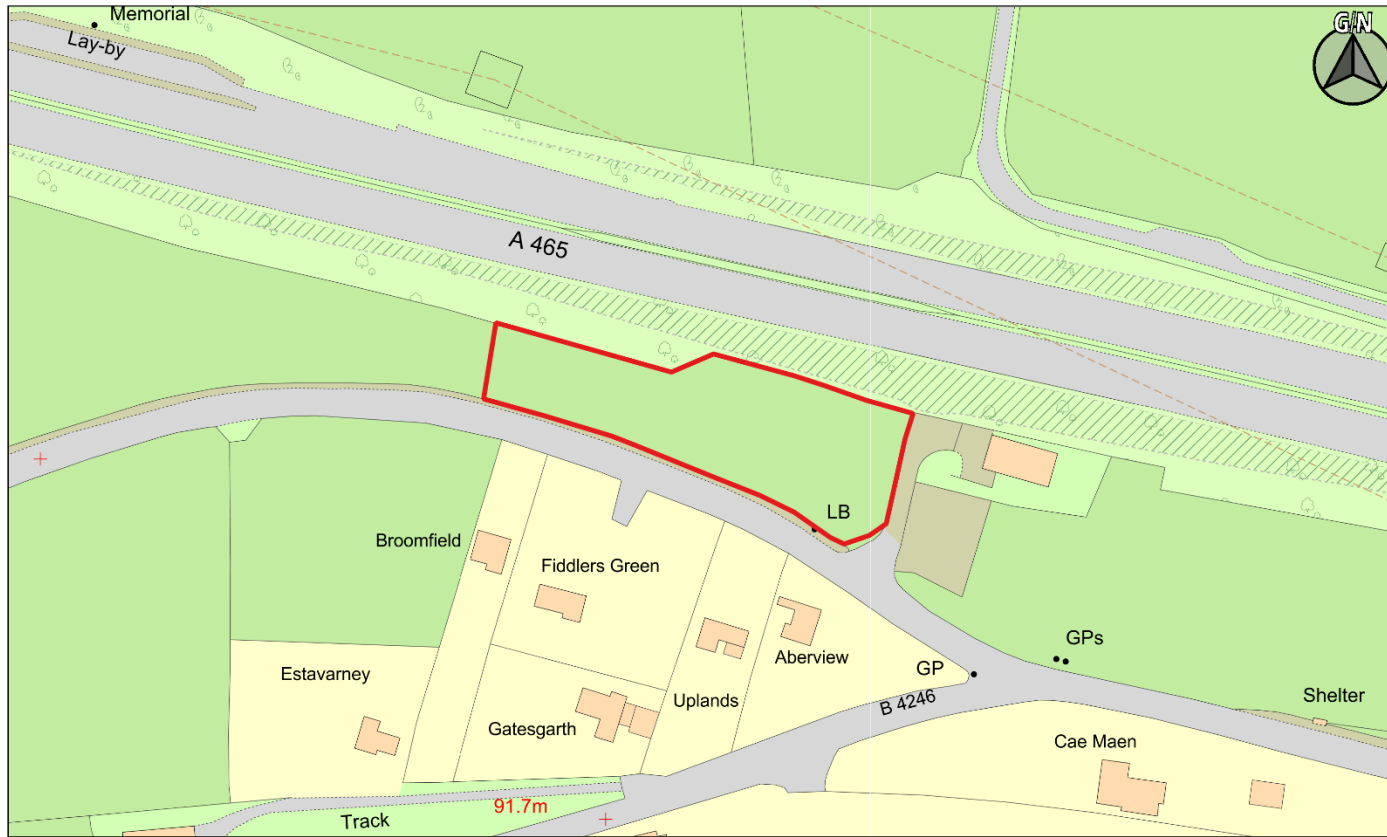 Memorial
G/N
Lay-by
A 465
LB
Broomfield
Fiddlers Green
Aberview
GPs
GP
Estavarney
Uplands
Shelter
B 4246
Gatesgarth
Cae Maen
91.7m
Track